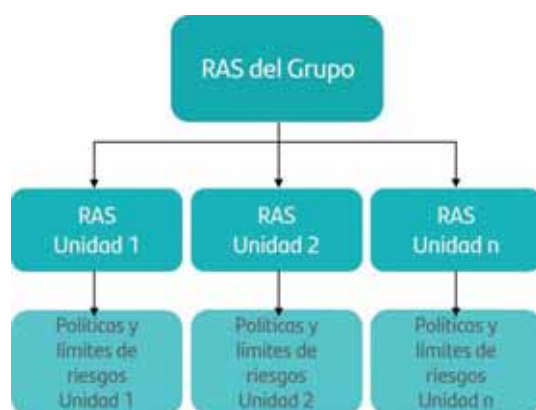 RAS del Grupo
RAS
Unidad 1
RAS
Unidad 2
RAS
Unidad n
Políticas y
límites de
riesgos
Unidad 1
Políticas y
límites de
riesgos
Unidad 2
Políticas y
límites de
riesgos
Unidad n